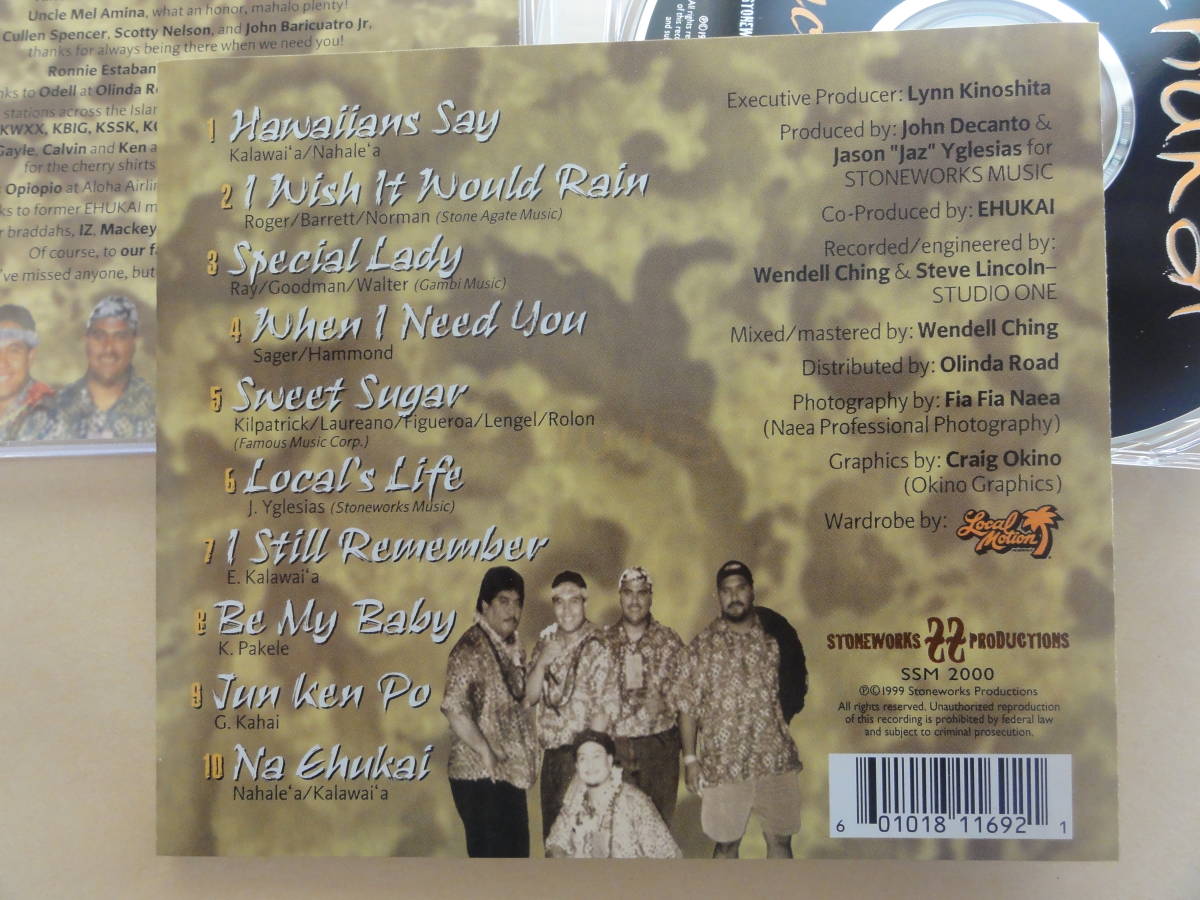 Uncle Mel Amina, what an honor, mahalo plenty!
Cullen Spencer, Scotty Nelson, and John Baricuatro Jr,
thanks for always being there when we need you!
Ronnie Estaban
to Odell at Olinda
stations across the
KWXX, KBIG, KSSK,
Gayle, Calvin and Ken
for the cherry shirts
Opiopio at Aloha
to former EHUKAI
braddahs, IZ, Mackey
Of course, to our
missed anyone, but
1 Hawaiians Say
Kalawaiʻa/Nahaleʻa
2 I Wish It Would Rain
Roger/Barrett/Norman (Stone Agate Music)
3 Special Lady
Ray/Goodman/Walter (Gambi Music)
4 When I Need You
Sager/Hammond
5 Sweet Sugar
Kilpatrick/Laureano/Figueroa/Lengel/Rolon
(Famous Music Corp.)
6 Local's Life
J. Yglesias (Stoneworks Music)
7 I Still Remember
E. Kalawaiʻa
8 Be My Baby
K. Pakele
9 Jun Ken Po
G. Kahai
10 Na Ehukai
Nahaleʻa/Kalawaiʻa
Executive Producer: Lynn Kinoshita
Produced by: John Decanto &
Jason "Jaz" Yglesias for
STONEWORKS MUSIC
Co-Produced by: EHUKAI
Recorded/engineered by:
Wendell Ching & Steve Lincoln–
STUDIO ONE
Mixed/mastered by: Wendell Ching
Distributed by: Olinda Road
Photography by: Fia Fia Naea
(Naea Professional Photography)
Graphics by: Craig Okino
(Okino Graphics)
Wardrobe by: Local Motion
STONEWORKS PRODUCTIONS
SSM 2000
℗©1999 Stoneworks Productions
All rights reserved. Unauthorized reproduction
of this recording is prohibited by federal law
and subject to criminal prosecution.
6 01018 11692 1